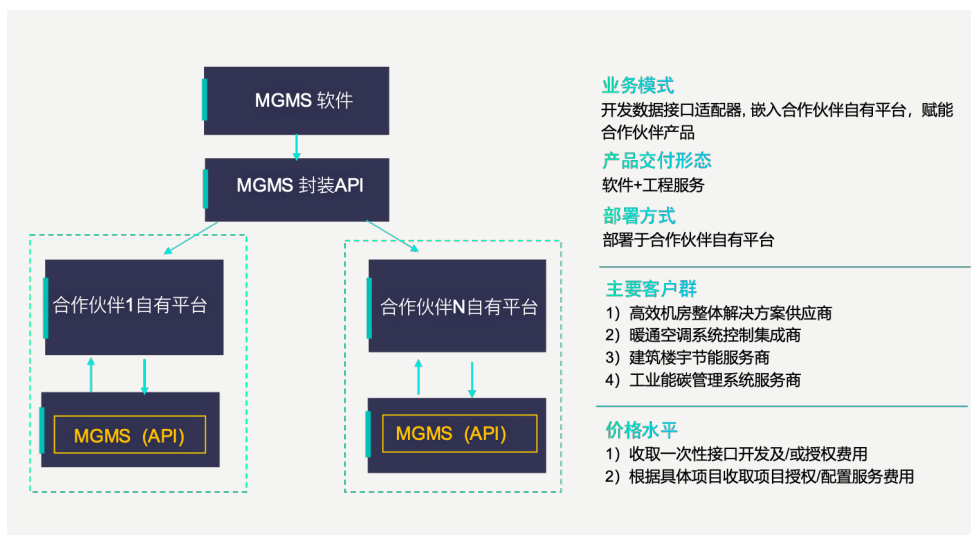 MGMS 软件
MGMS 封装API
合作伙伴1自有平台
MGMS（API）
合作伙伴N自有平台
MGMS（API）
业务模式
开发数据接口适配器, 嵌入合作伙伴自有平台，赋能
合作伙伴产品
产品交付形态
软件+工程服务
部署方式
部署于合作伙伴自有平台
主要客户群
1）高效机房整体解决方案供应商
2）暖通空调系统控制集成商
3）建筑楼宇节能服务商
4）工业能碳管理系统服务商
价格水平
1）收取一次性接口开发及/或授权费用
2）根据具体项目收取项目授权/配置服务费用